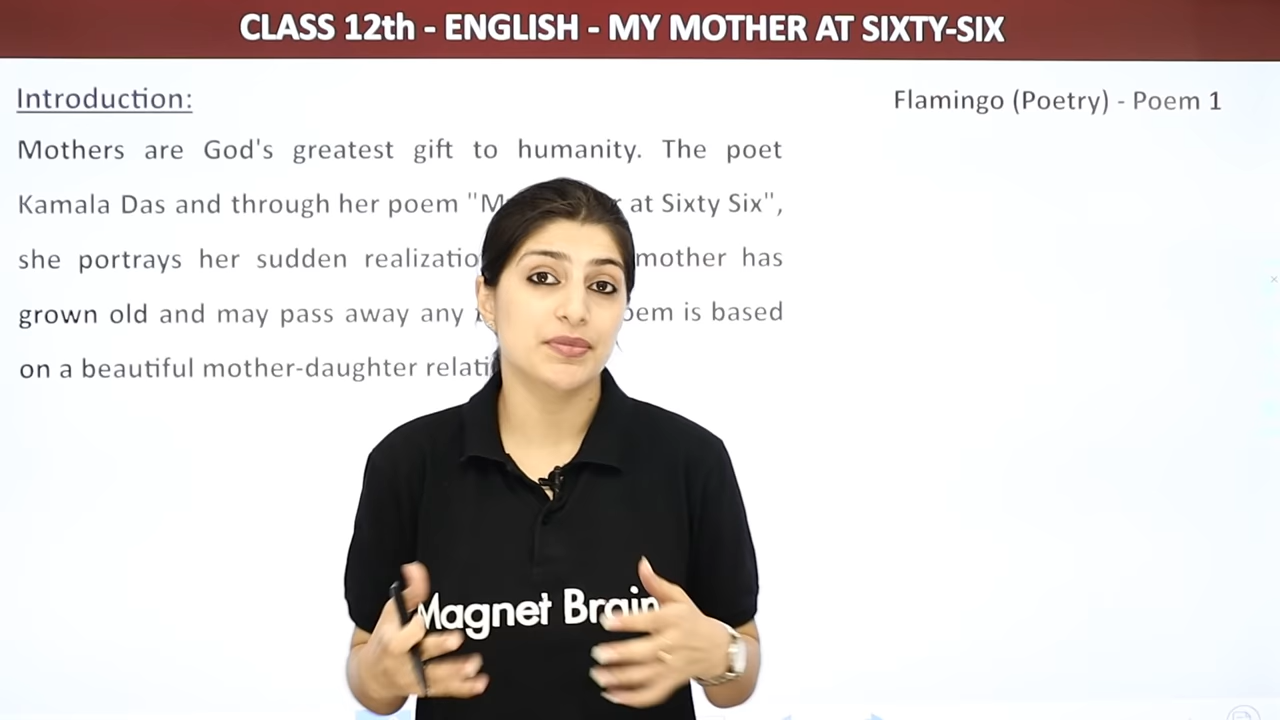 CLASS 12th - ENGLISH - MY MOTHER AT SIXTY-SIX
Introduction:
Flamingo (Poetry) - Poem 1
Mothers are God's greatest gift to humanity. The poet
Kamala Das and through her poem "M at Sixty Six",
she portrays her sudden realizatio mother has
grown old and may pass away any is based
on a beautiful mother-daughter relati
Magnet Brain